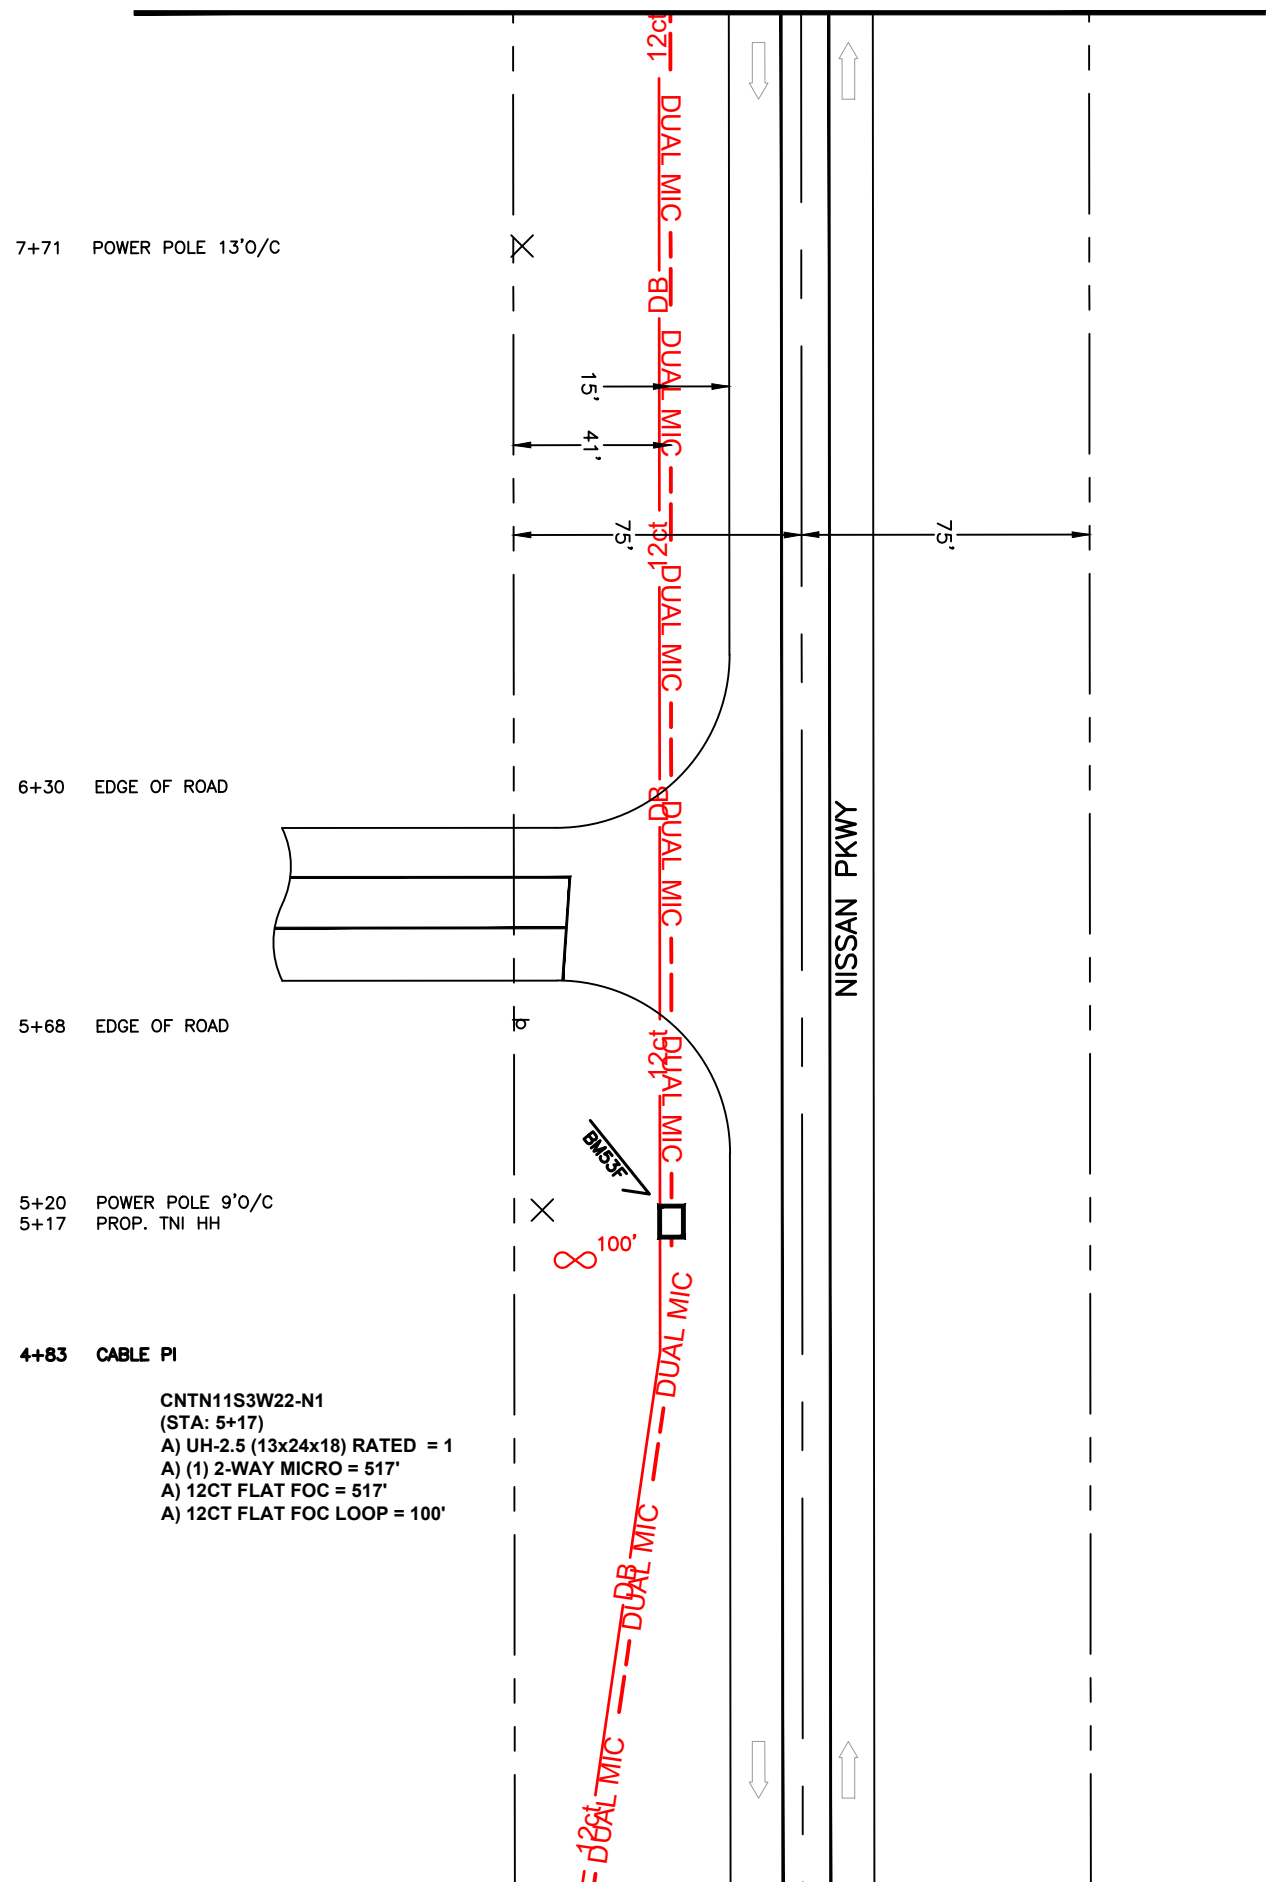 12ct
DUAL MIC
7+71 POWER POLE 13'O/C
DB
DUAL MIC
15'
41'
12ct
75'
75'
DUAL MIC
6+30 EDGE OF ROAD
DB
DUAL MIC
NISSAN PKWY
5+68 EDGE OF ROAD
12ct
DUAL MIC
BM53F
5+20 POWER POLE 9'O/C
5+17 PROP. TNI HH
100'
DUAL MIC
4+83 CABLE PI
CNTN11S3W22-N1
(STA: 5+17)
A) UH-2.5 (13x24x18) RATED = 1
A) (1) 2-WAY MICRO = 517'
A) 12CT FLAT FOC = 517'
A) 12CT FLAT FOC LOOP = 100'
DB
DUAL MIC
12ct
DUAL MIC